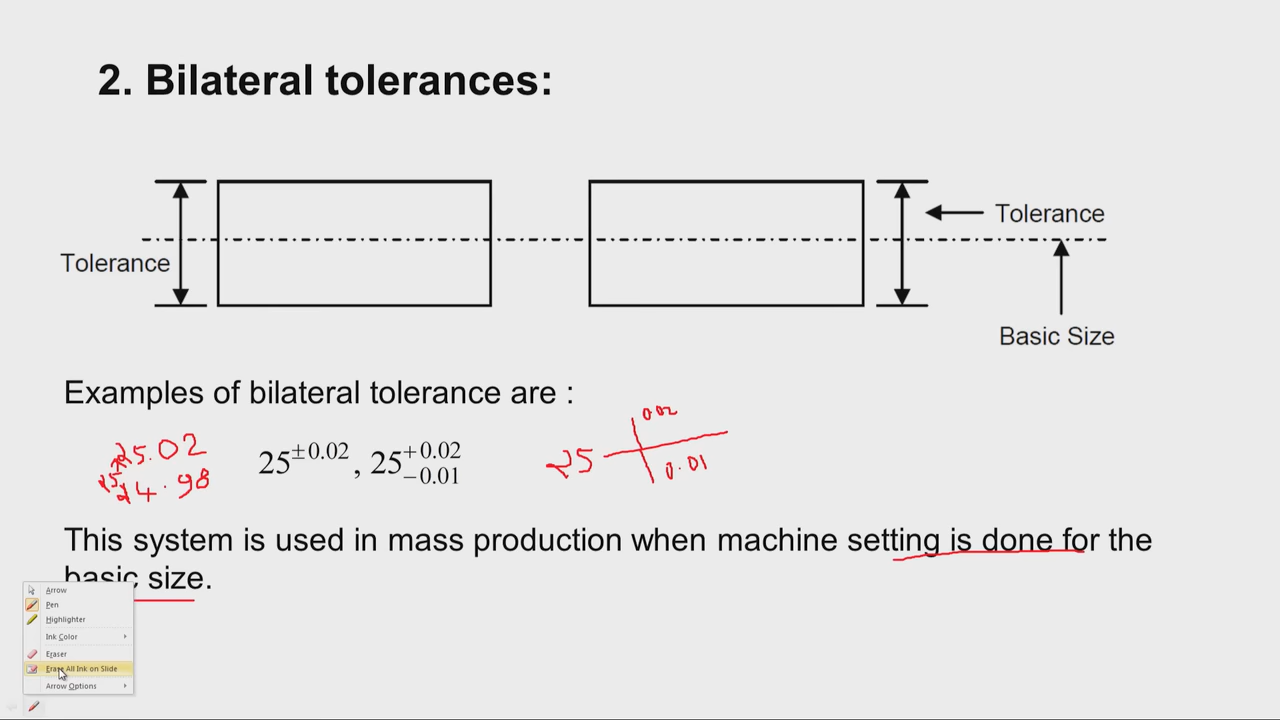 2. Bilateral tolerances:
Tolerance
Tolerance
Basic Size
Examples of bilateral tolerance are :
25.02
24.98
25±0.02, 25+0.02−0.01
25
0.02
0.01
This system is used in mass production when machine setting is done for the
basic size.
Arrow
Pen
Highlighter
Ink Color
Eraser
Erase All Ink on Slide
Arrow Options